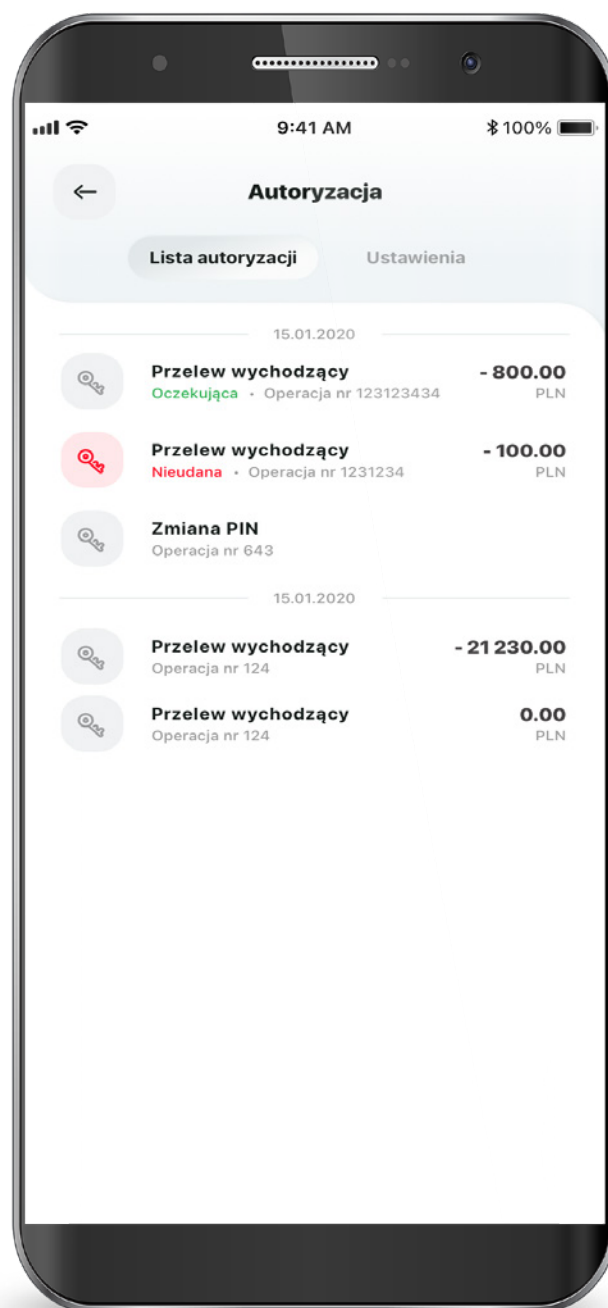 9:41 AM
100%
Autoryzacja
Lista autoryzacji
Ustawienia
15.01.2020
Przelew wychodzący
- 800.00
Oczekująca • Operacja nr 123123434
PLN
Przelew wychodzący
- 100.00
Nieudana • Operacja nr 1231234
PLN
Zmiana PIN
Operacja nr 643
15.01.2020
Przelew wychodzący
- 21 230.00
Operacja nr 124
PLN
Przelew wychodzący
0.00
Operacja nr 124
PLN